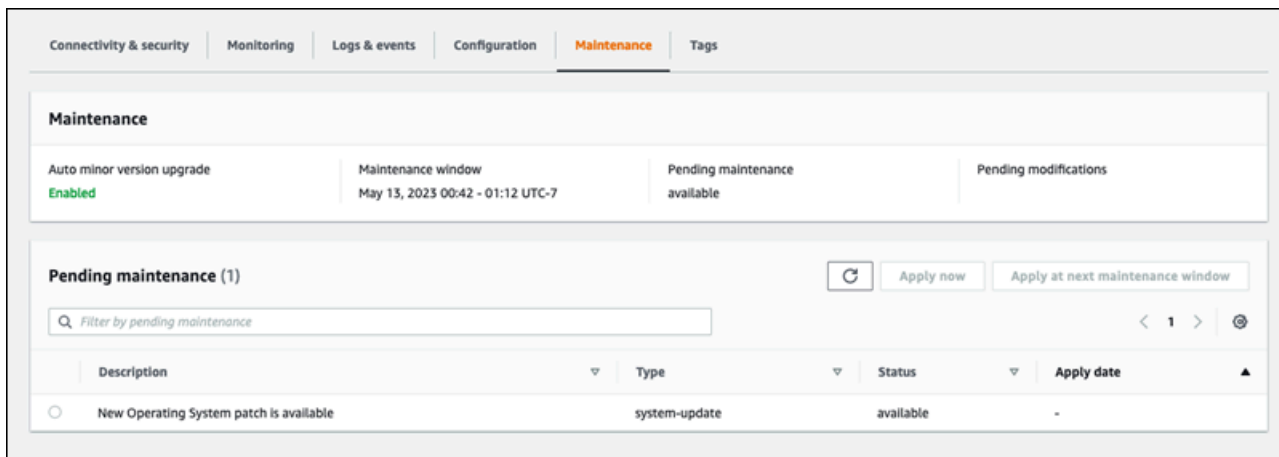 Connectivity & security Monitoring Logs & events Configuration Maintenance Tags
Maintenance
Auto minor version upgrade Maintenance window Pending maintenance Pending modifications
Enabled May 13, 2023 00:42 - 01:12 UTC-7 available
Pending maintenance (1) Apply now Apply at next maintenance window
Filter by pending maintenance 1
Description Type Status Apply date
New Operating System patch is available system-update available -